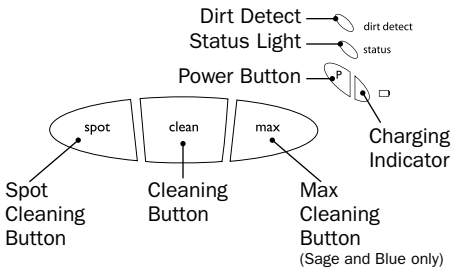 Dirt Detect
dirt detect
Status Light
status
Power Button
P
spot
clean
max
Charging
Indicator
Spot
Cleaning
Button
Cleaning
Button
Max
Cleaning
Button
(Sage and Blue only)